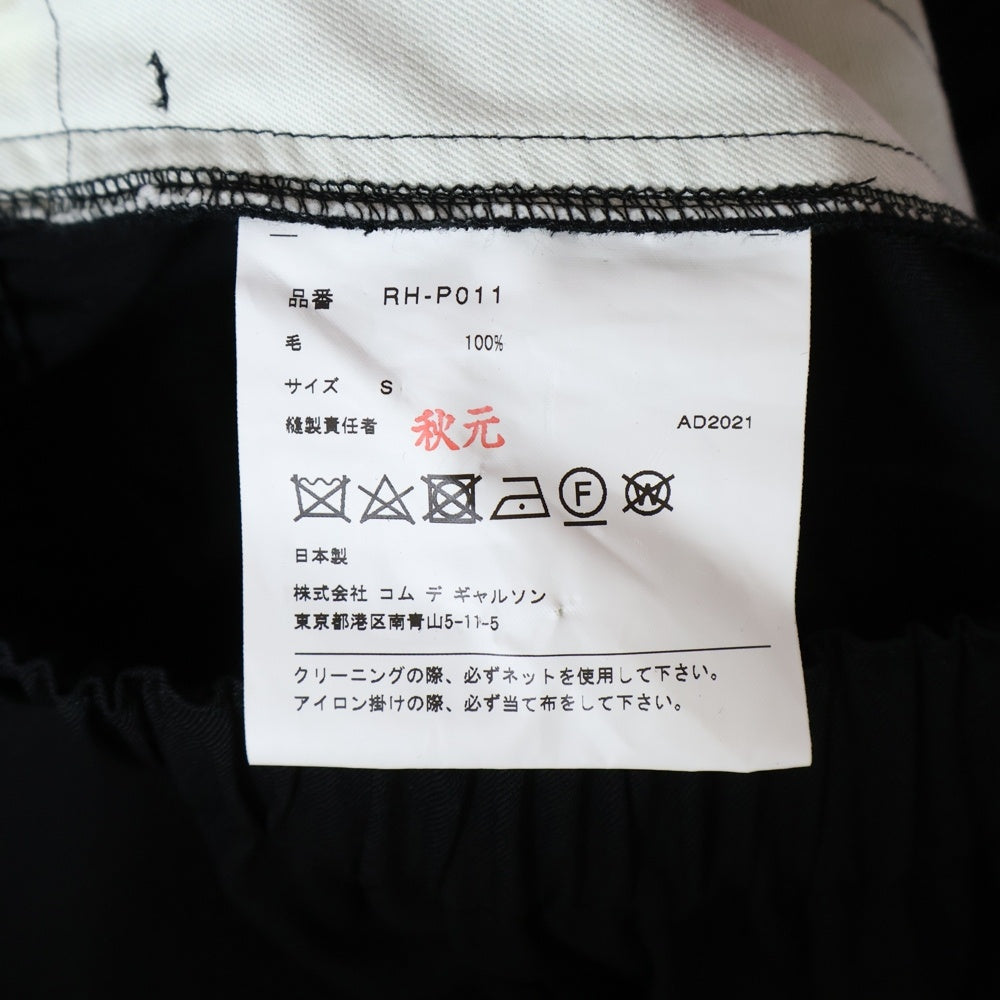 品番 RH-P011
毛 100%
サイズ S
縫製責任者 秋元 AD2021
F W
日本製
株式会社 コム デ ギャルソン
東京都港区南青山5-11-5
クリーニングの際、必ずネットを使用して下さい。
アイロン掛けの際、必ず当て布をして下さい。